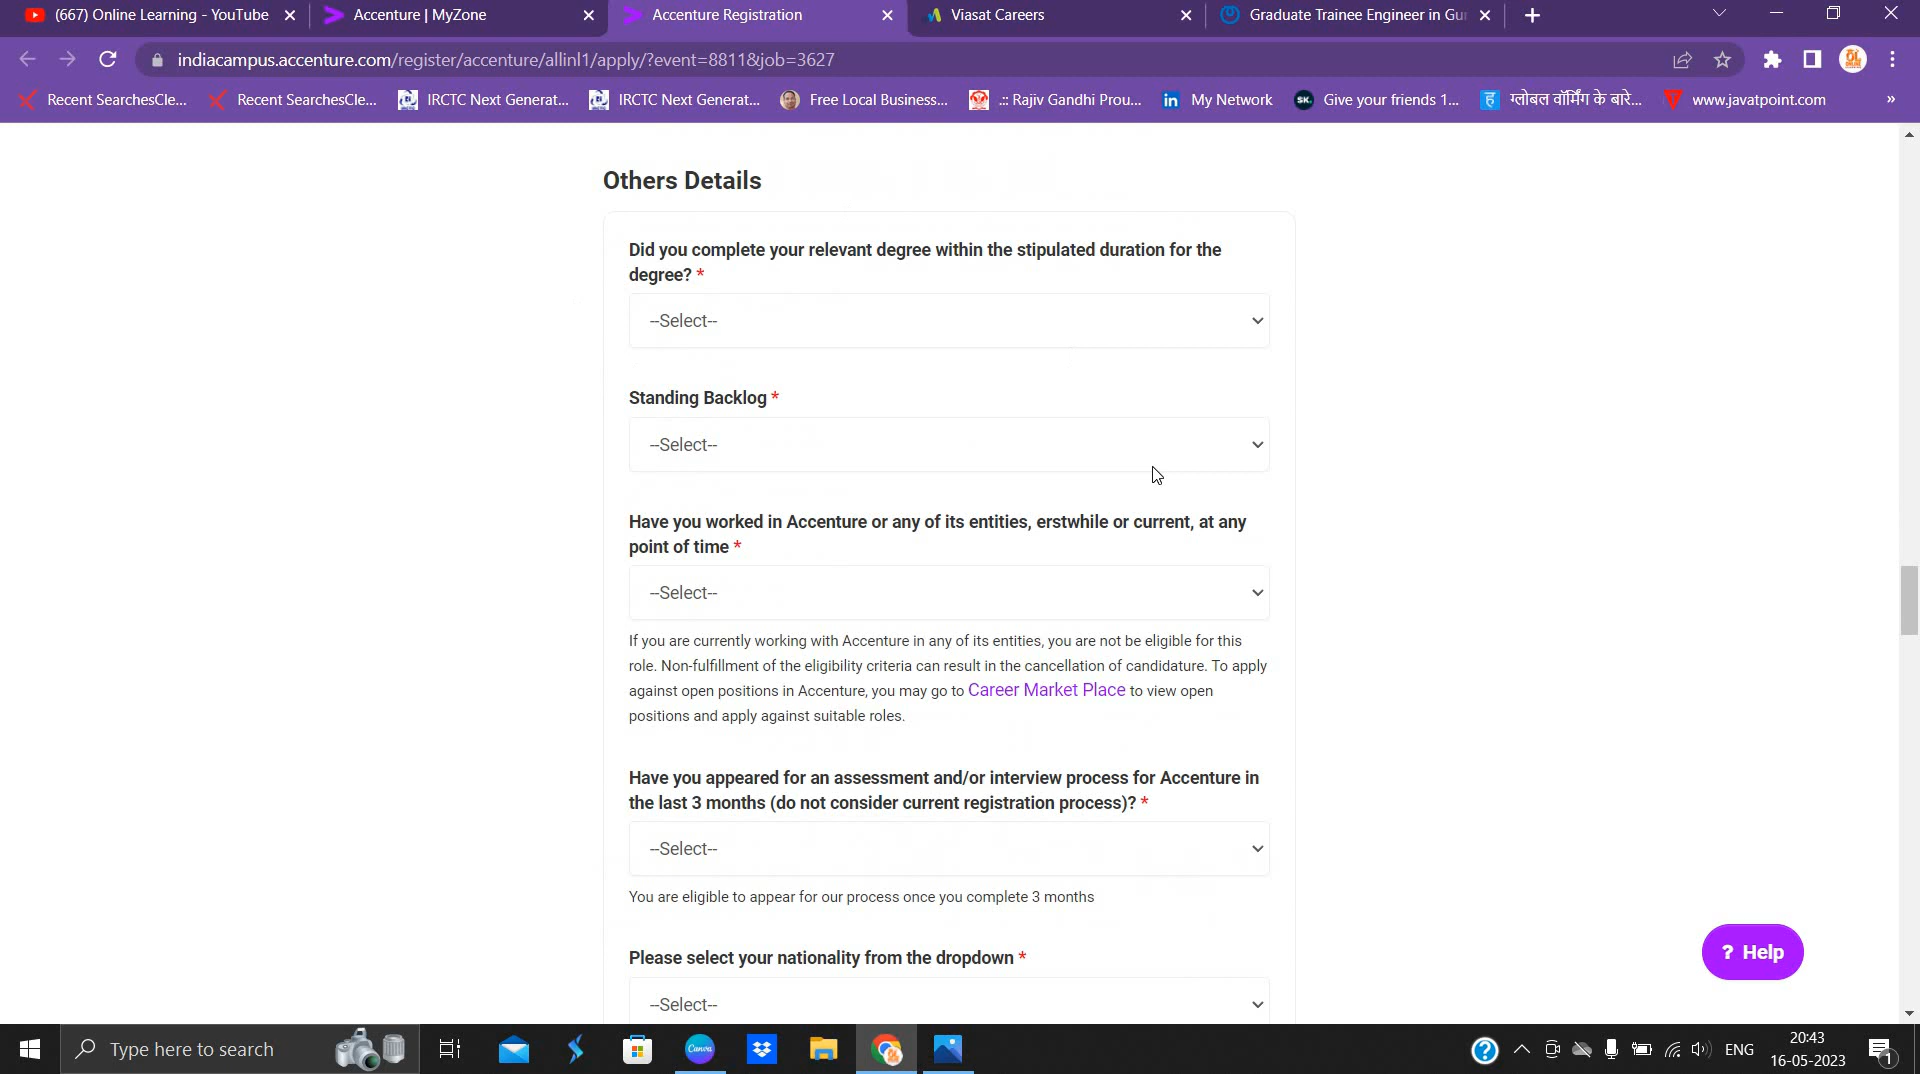 (667) Online Learning - YouTube
Accenture | MyZone
Accenture Registration
Viasat Careers
Graduate Trainee Engineer in Gu
indiacampus.accenture.com/register/accenture/allinl1/apply/?event=8811&job=3627
Recent SearchesCle...
Recent SearchesCle...
IRCTC Next Generat...
IRCTC Next Generat...
Free Local Business...
.:: Rajiv Gandhi Prou...
in My Network
SK. Give your friends 1...
ह ग्लोबल वॉर्मिंग के बारे...
www.javatpoint.com
»
Others Details
Did you complete your relevant degree within the stipulated duration for the
degree? *
--Select--
Standing Backlog *
--Select--
Have you worked in Accenture or any of its entities, erstwhile or current, at any
point of time *
--Select--
If you are currently working with Accenture in any of its entities, you are not be eligible for this
role. Non-fulfillment of the eligibility criteria can result in the cancellation of candidature. To apply
against open positions in Accenture, you may go to Career Market Place to view open
positions and apply against suitable roles.
Have you appeared for an assessment and/or interview process for Accenture in
the last 3 months (do not consider current registration process)? *
--Select--
You are eligible to appear for our process once you complete 3 months
Please select your nationality from the dropdown *
--Select--
? Help
Type here to search
Canva
ENG
20:43
16-05-2023
1